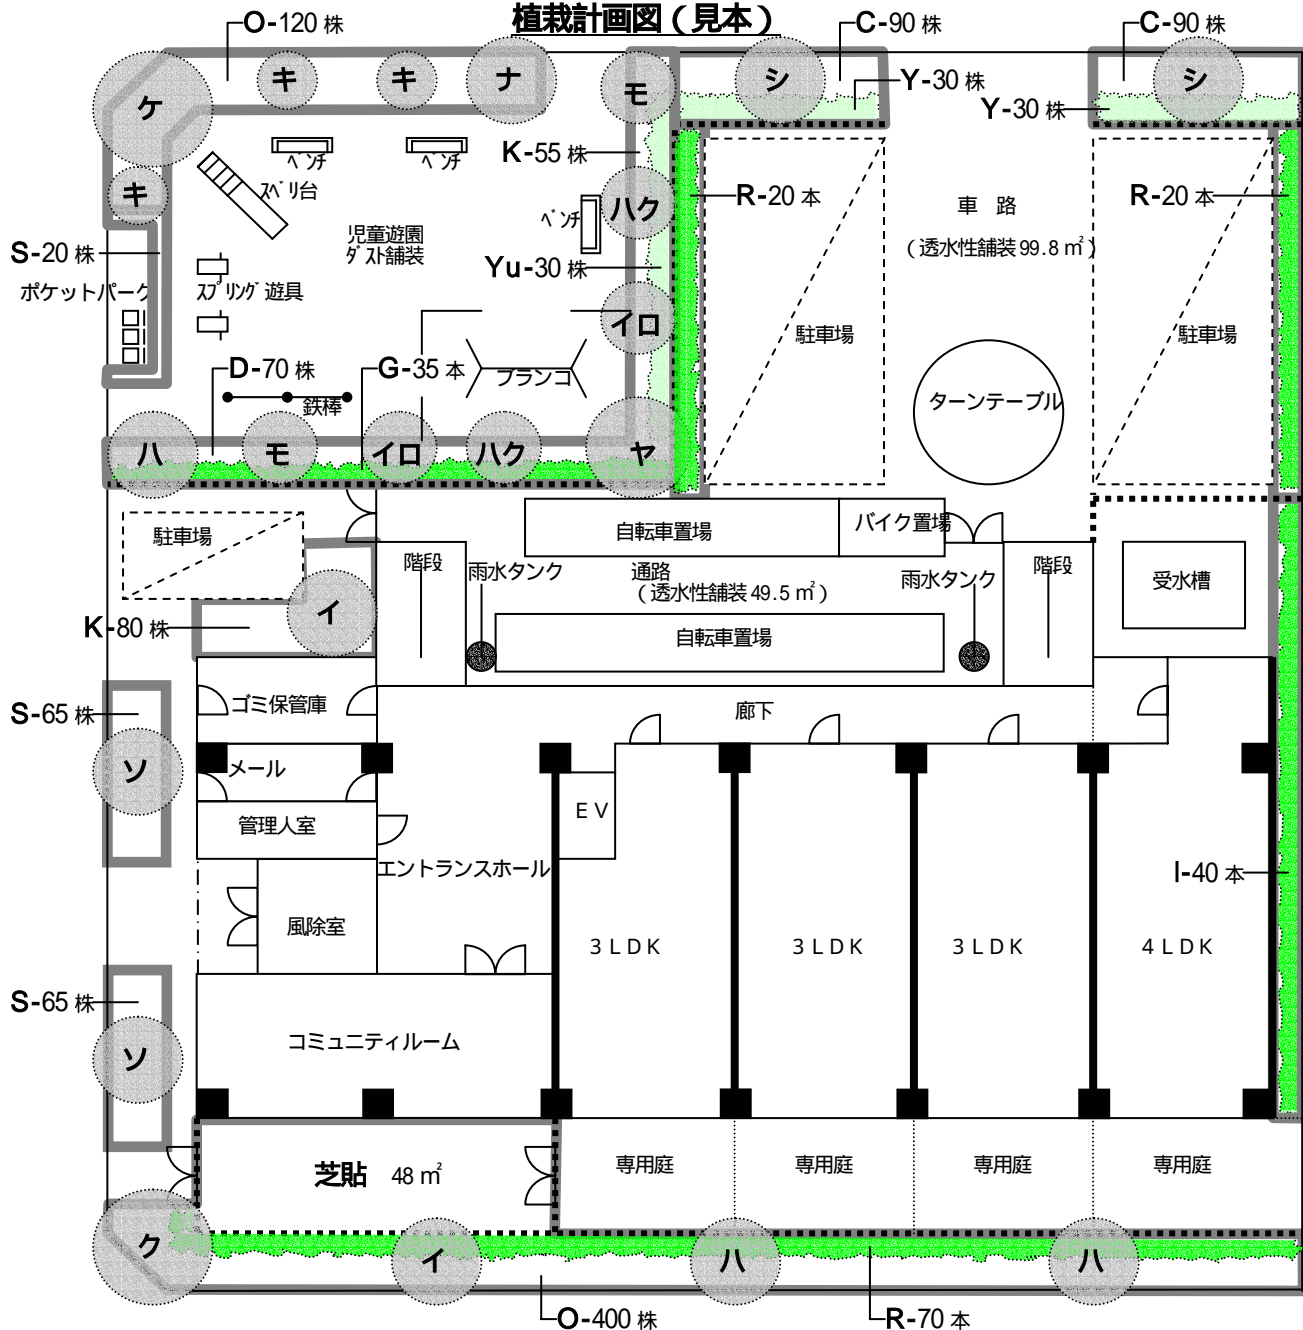 植栽計画図（見本）
O-120 株
C-90 株
C-90 株
ケ
キ
キ
ナ
モ
シ
シ
Y-30 株
Y-30 株
ベンチ
ベンチ
K-55 株
キ
スベリ台
ハク
R-20 本
R-20 本
車 路
（透水性舗装 99.8 ㎡）
ベンチ
児童遊園
ダスト舗装
S-20 株
ポケットパーク
スプリング遊具
Yu-30 株
イロ
駐車場
駐車場
D-70 株
G-35 本
ブランコ
鉄棒
ターンテーブル
ハ
モ
イロ
ハク
ヤ
駐車場
自転車置場
バイク置場
階段
雨水タンク
通路
（透水性舗装 49.5 ㎡）
雨水タンク
階段
受水槽
イ
K-80 株
自転車置場
S-65 株
ゴミ保管庫
廊下
ソ
メール
管理人室
ＥＶ
エントランスホール
I-40 本
風除室
３ＬＤＫ
３ＬＤＫ
３ＬＤＫ
４ＬＤＫ
S-65 株
ソ
コミュニティルーム
芝貼 48 ㎡
専用庭
専用庭
専用庭
専用庭
ク
イ
ハ
ハ
O-400 株
R-70 本